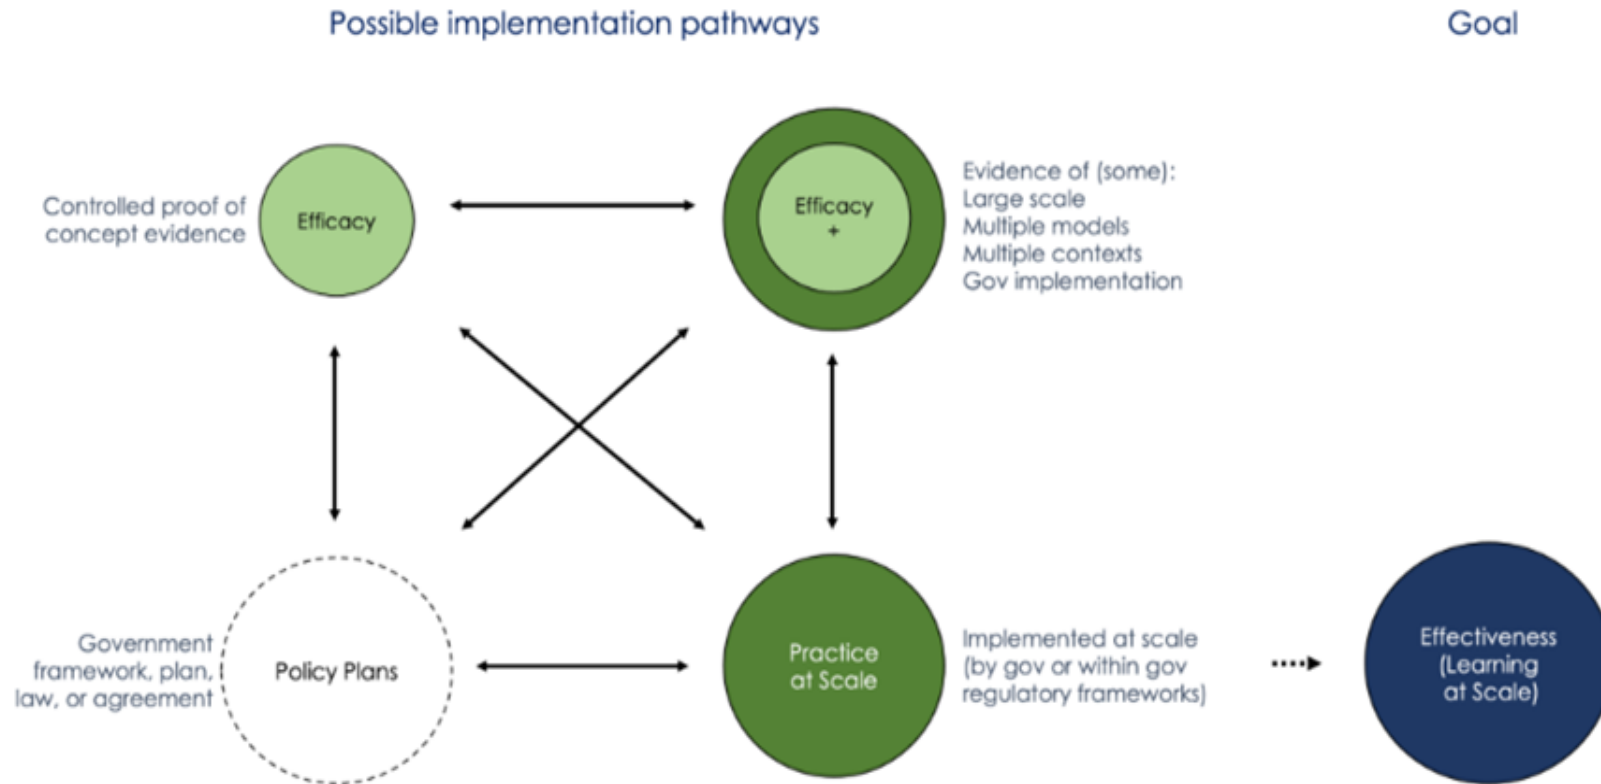 Possible implementation pathways
Goal
Controlled proof of
concept evidence
Efficacy
Efficacy
+
Evidence of (some):
Large scale
Multiple models
Multiple contexts
Gov implementation
Government
framework, plan,
law, or agreement
Policy Plans
Practice
at Scale
Implemented at scale
(by gov or within gov
regulatory frameworks)
Effectiveness
(Learning
at Scale)